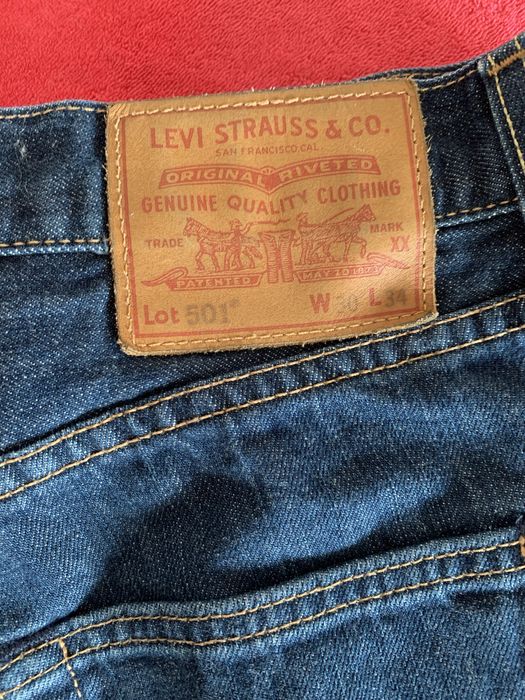 LEVI STRAUSS & CO.
SAN FRANCISCO, CAL.
ORIGINAL RIVETED
GENUINE QUALITY CLOTHING
TRADE MARK
XX
PATENTED MAY 20 1873
Lot 501® W 30 L 34